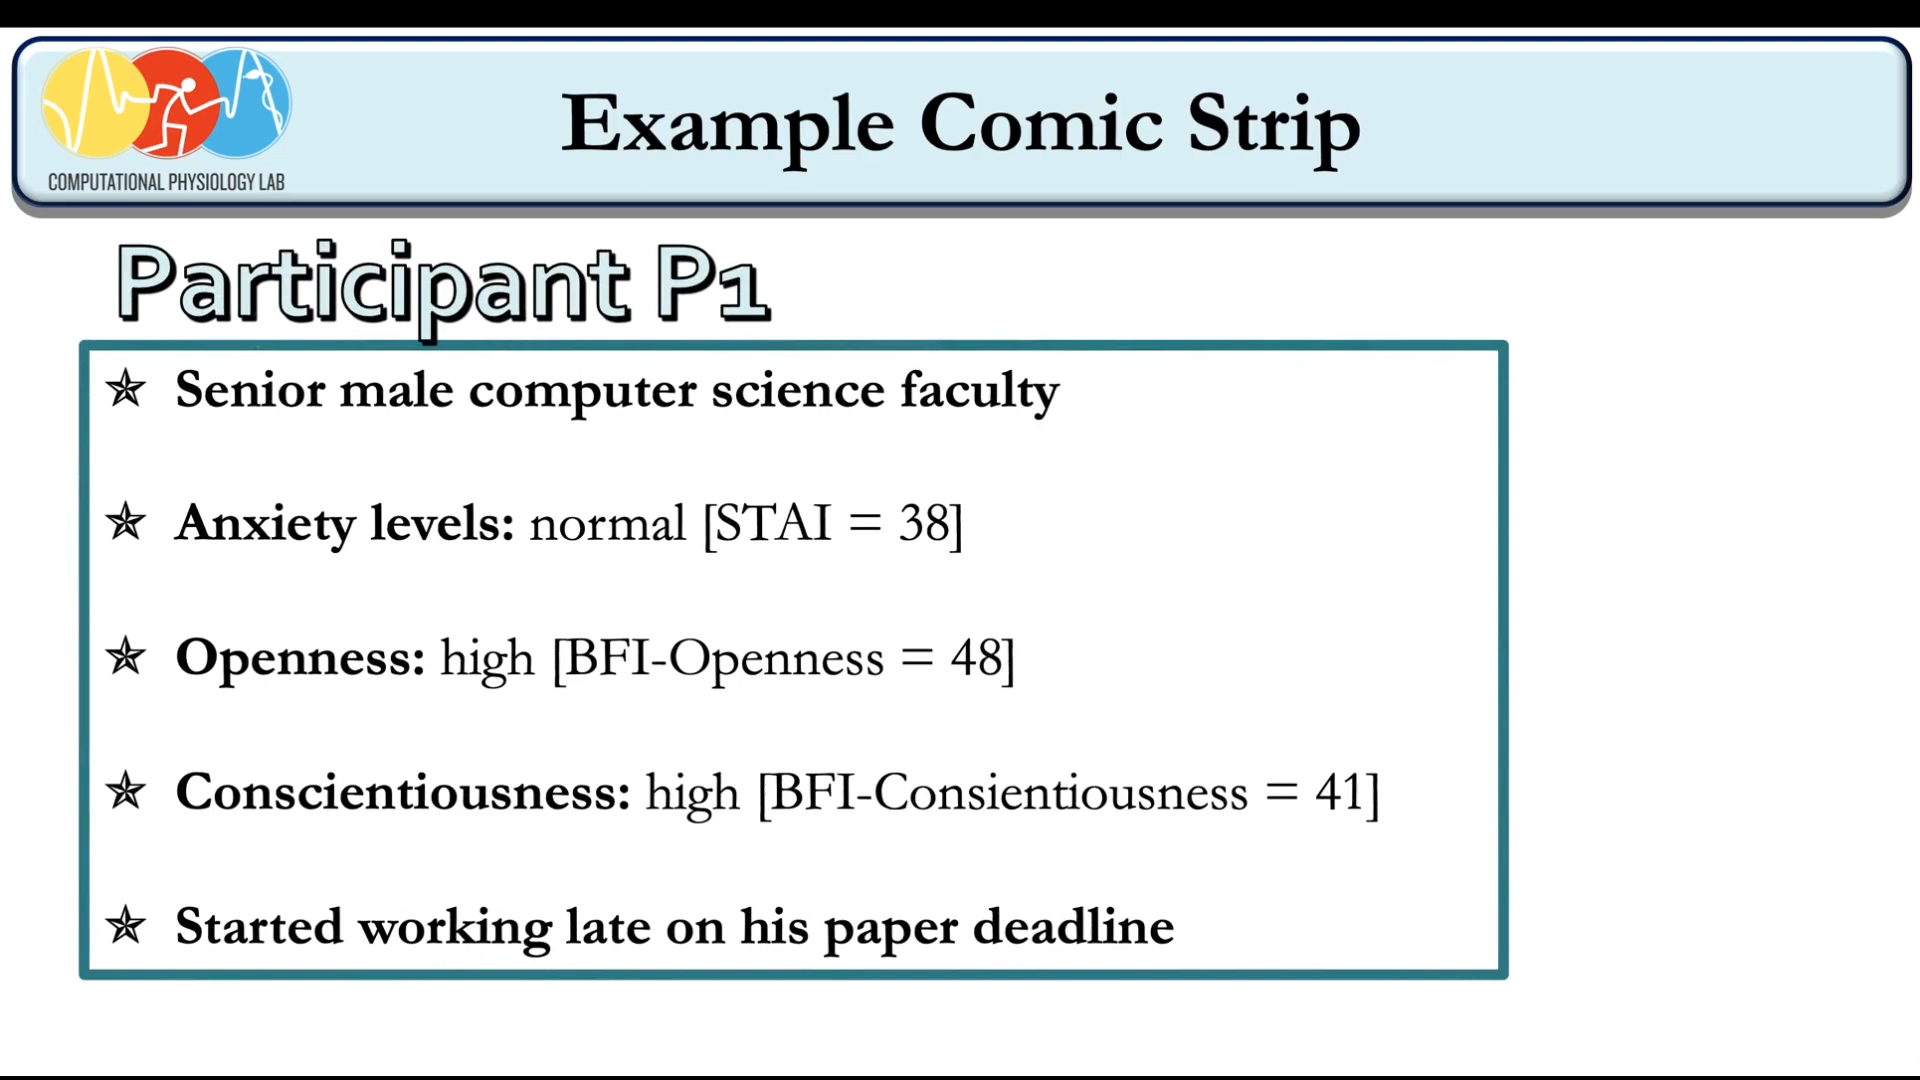 COMPUTATIONAL PHYSIOLOGY LAB
Example Comic Strip
Participant P1
Senior male computer science faculty
Anxiety levels: normal [STAI = 38]
Openness: high [BFI-Openness = 48]
Conscientiousness: high [BFI-Consientiousness = 41]
Started working late on his paper deadline